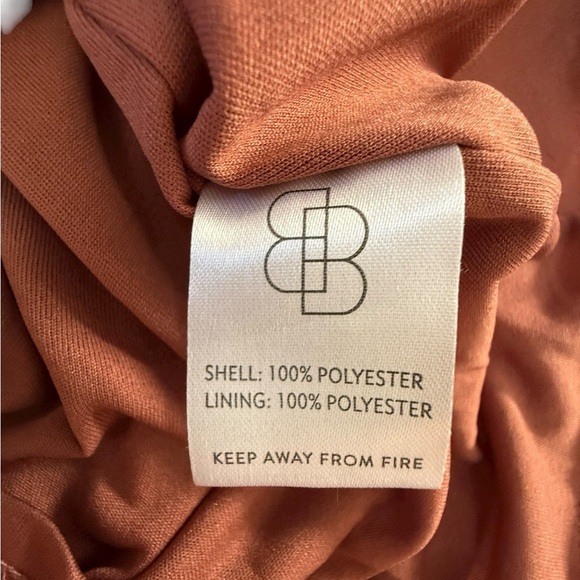 SHELL: 100% POLYESTER
LINING: 100% POLYESTER
KEEP AWAY FROM FIRE